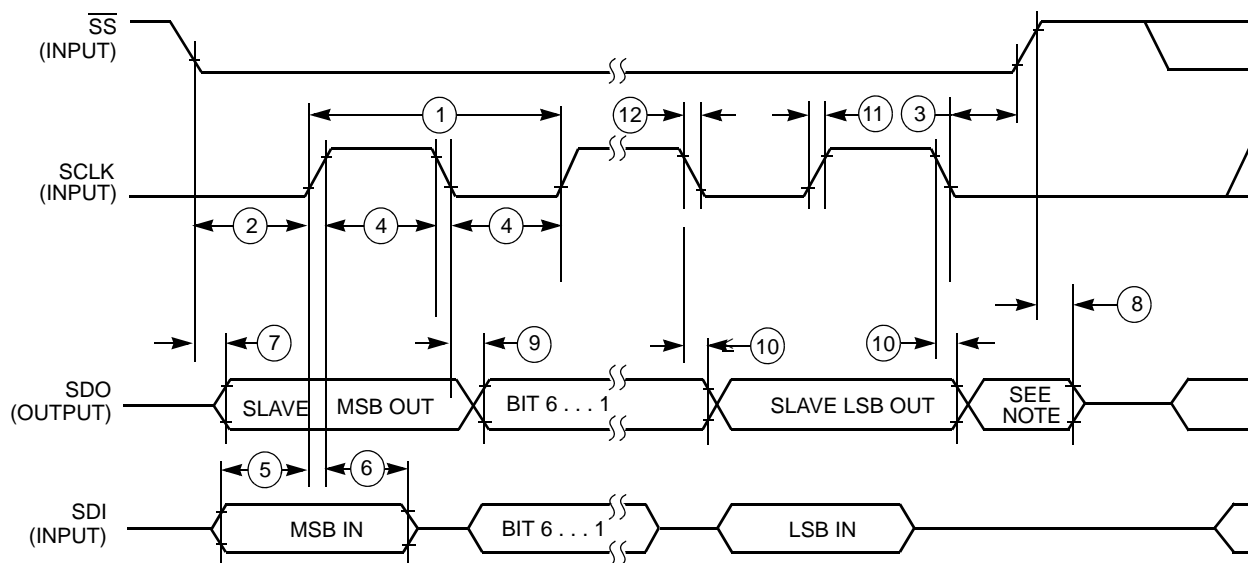 SS
(INPUT)
1
12
11
3
SCLK
(INPUT)
2
4
4
8
7
9
10
10
SDO
(OUTPUT)
SLAVE MSB OUT
BIT 6 . . . 1
SLAVE LSB OUT
SEE
NOTE
5
6
SDI
(INPUT)
MSB IN
BIT 6 . . . 1
LSB IN